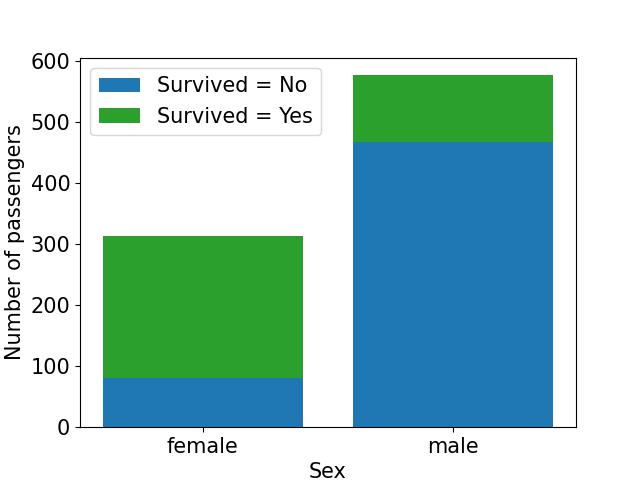 600
500
400
300
200
100
0
Number of passengers
Survived = No
Survived = Yes
female
male
Sex